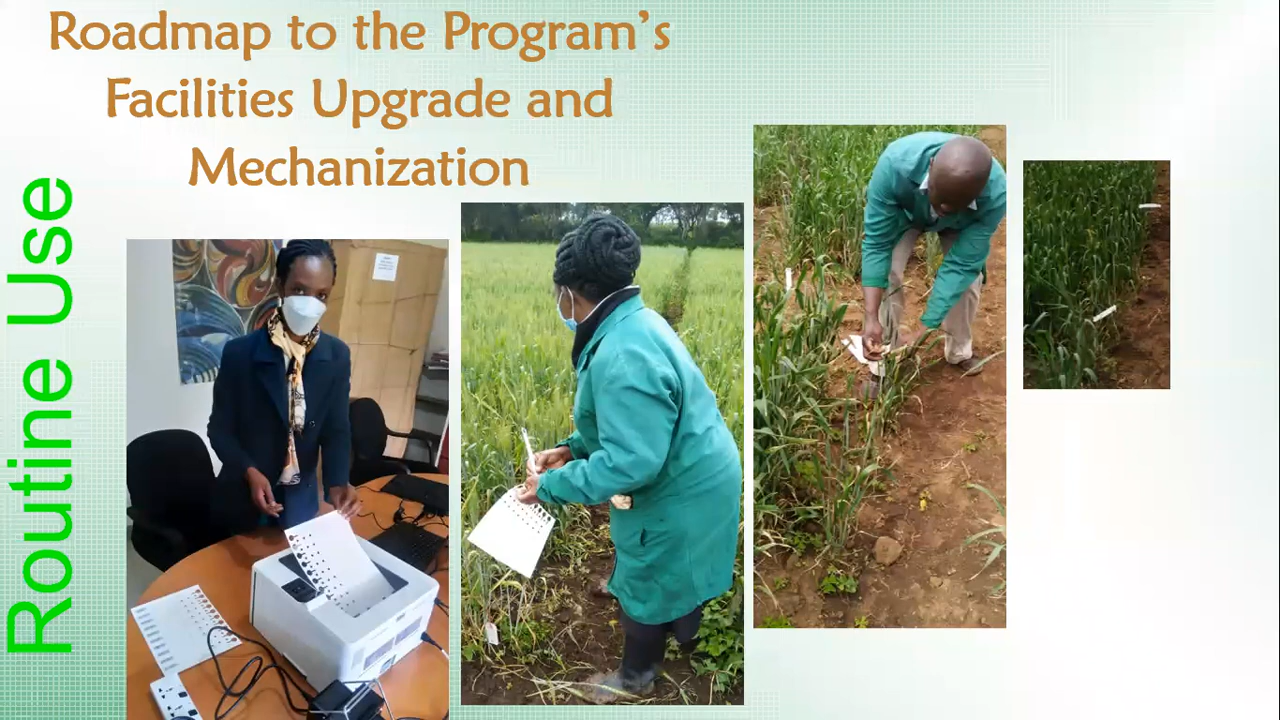 Roadmap to the Program's
Facilities Upgrade and
Mechanization
Routine Use